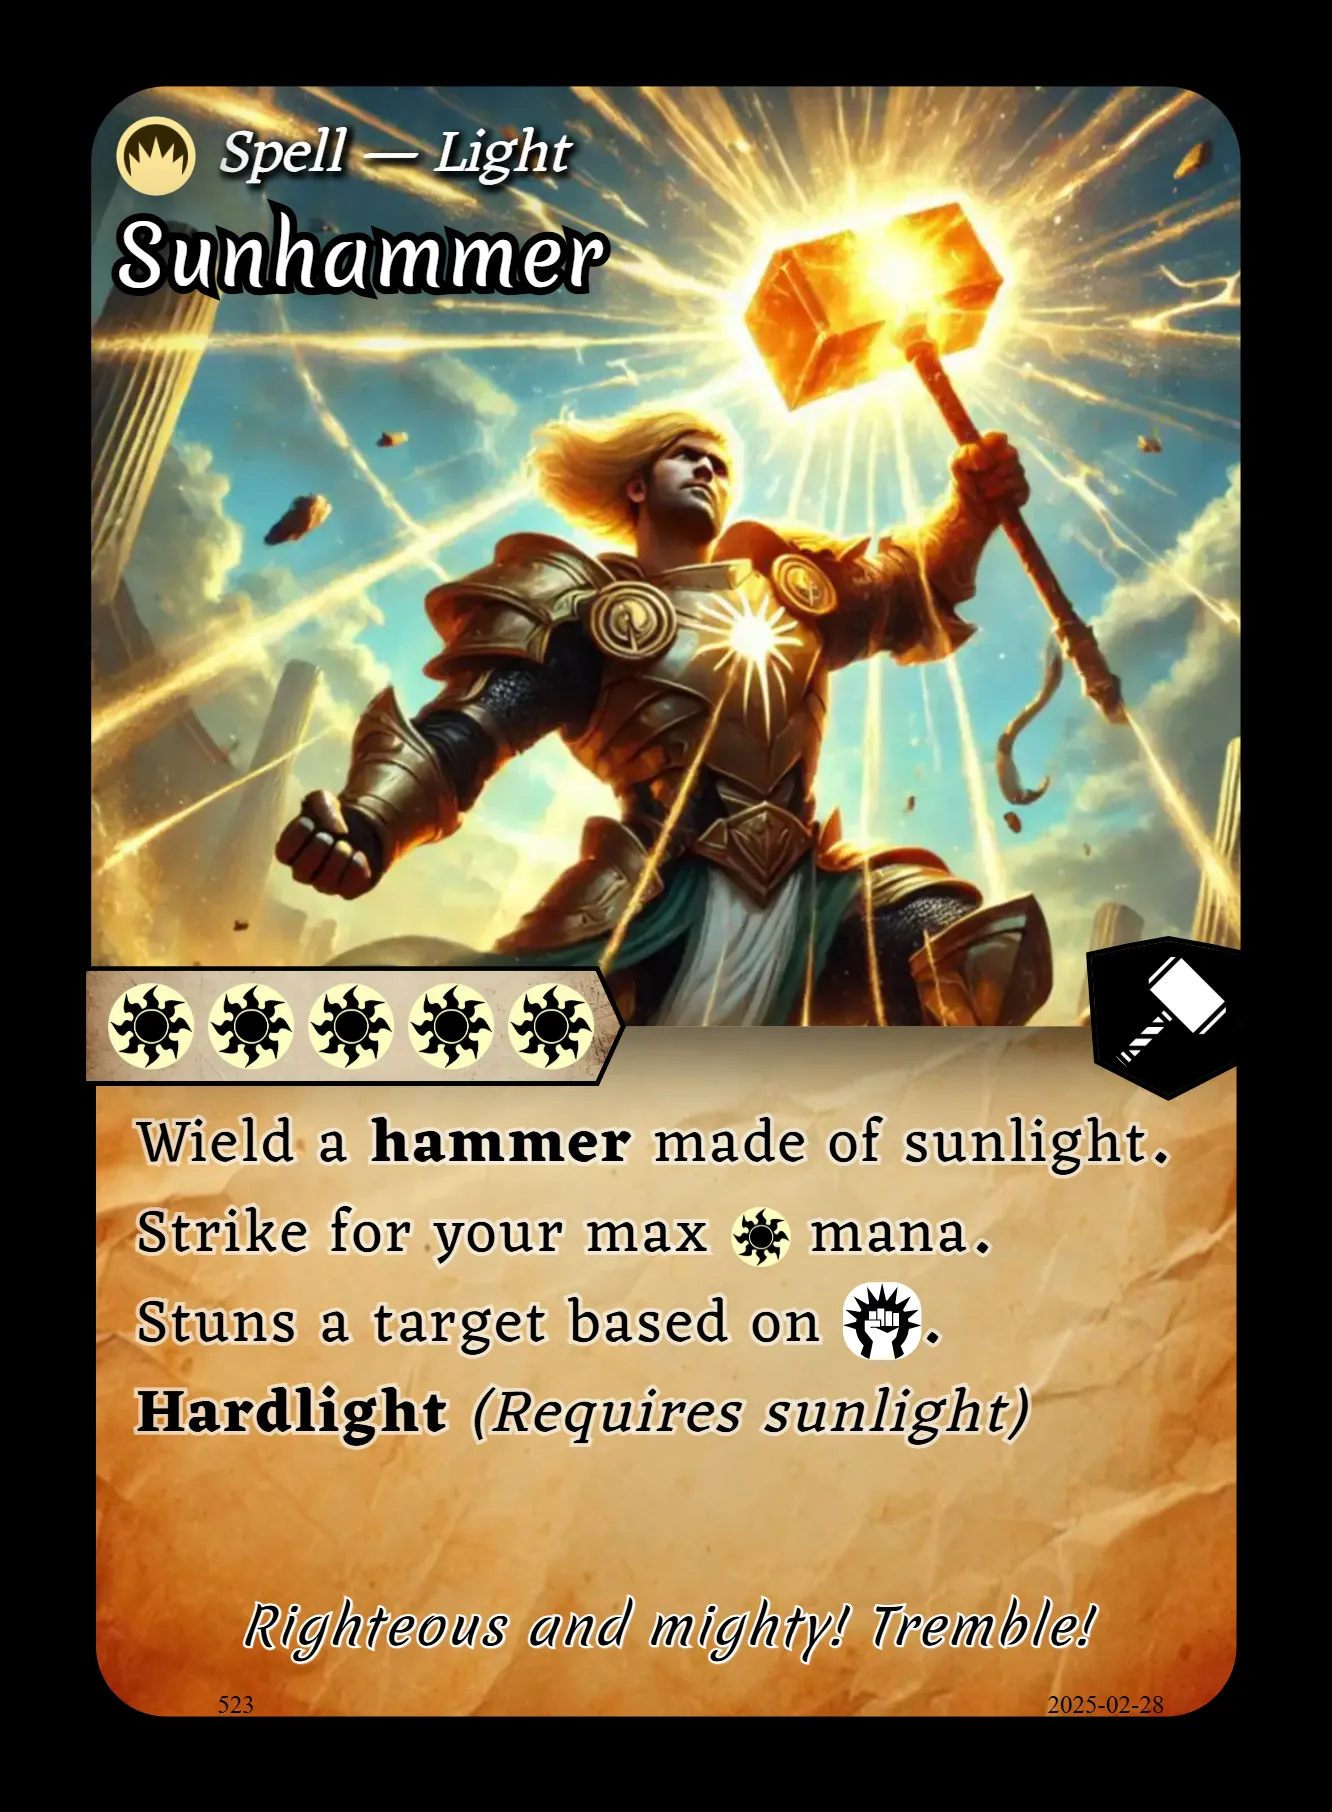 Spell — Light
Sunhammer
Wield a hammer made of sunlight.
Strike for your max mana.
Stuns a target based on .
Hardlight (Requires sunlight)
Righteous and mighty! Tremble!
523
2025-02-28